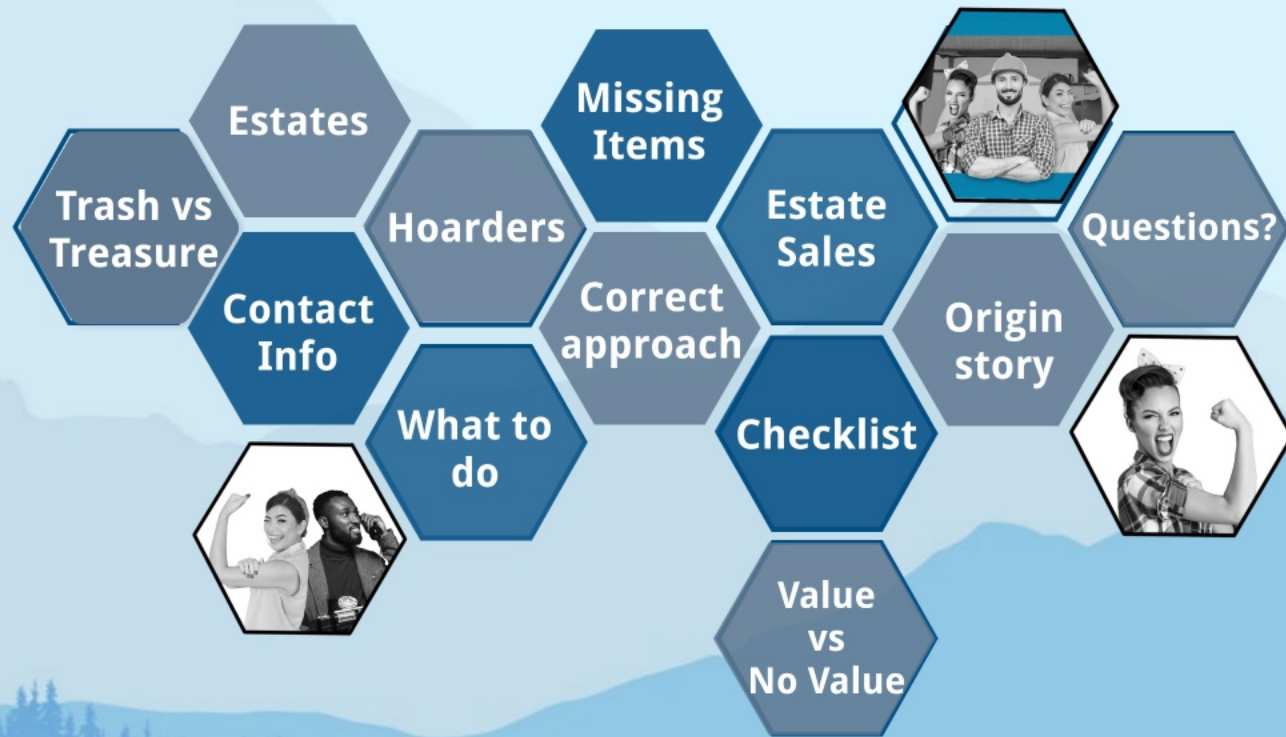 Estates
Missing
Items
Trash vs
Treasure
Hoarders
Estate
Sales
Questions?
Contact
Info
Correct
approach
Origin
story
What to
do
Checklist
Value
vs
No Value